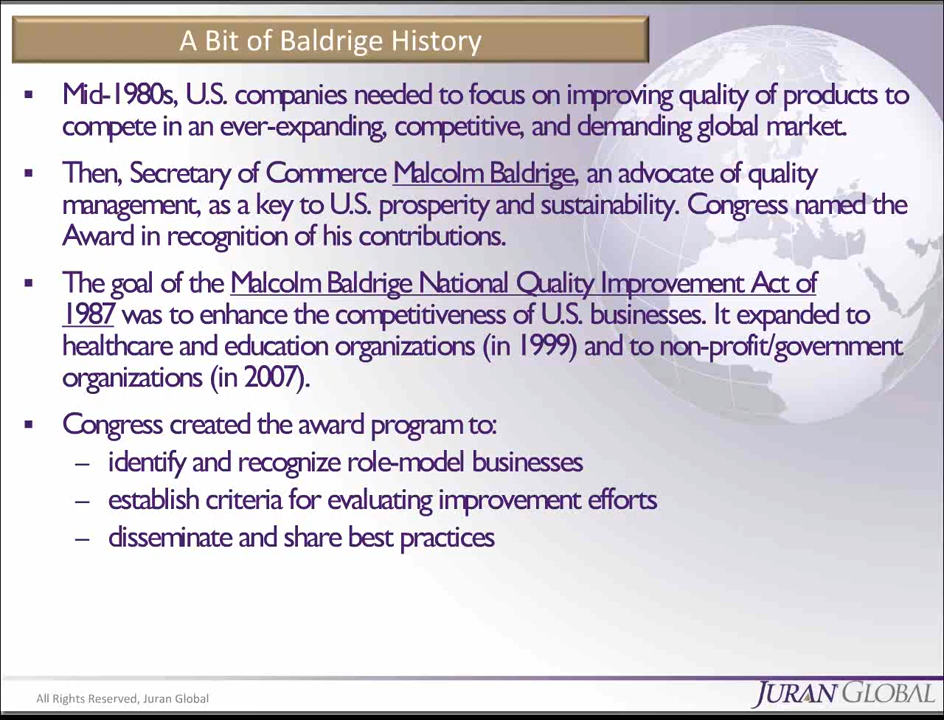 A Bit of Baldrige History
▪ Mid-1980s, U.S. companies needed to focus on improving quality of products to
compete in an ever-expanding, competitive, and demanding global market.
▪ Then, Secretary of Commerce Malcolm Baldrige, an advocate of quality
management, as a key to U.S. prosperity and sustainability. Congress named the
Award in recognition of his contributions.
▪ The goal of the Malcolm Baldrige National Quality Improvement Act of
1987 was to enhance the competitiveness of U.S. businesses. It expanded to
healthcare and education organizations (in 1999) and to non-profit/government
organizations (in 2007).
▪ Congress created the award program to:
– identify and recognize role-model businesses
– establish criteria for evaluating improvement efforts
– disseminate and share best practices
All Rights Reserved, Juran Global
JURAN GLOBAL